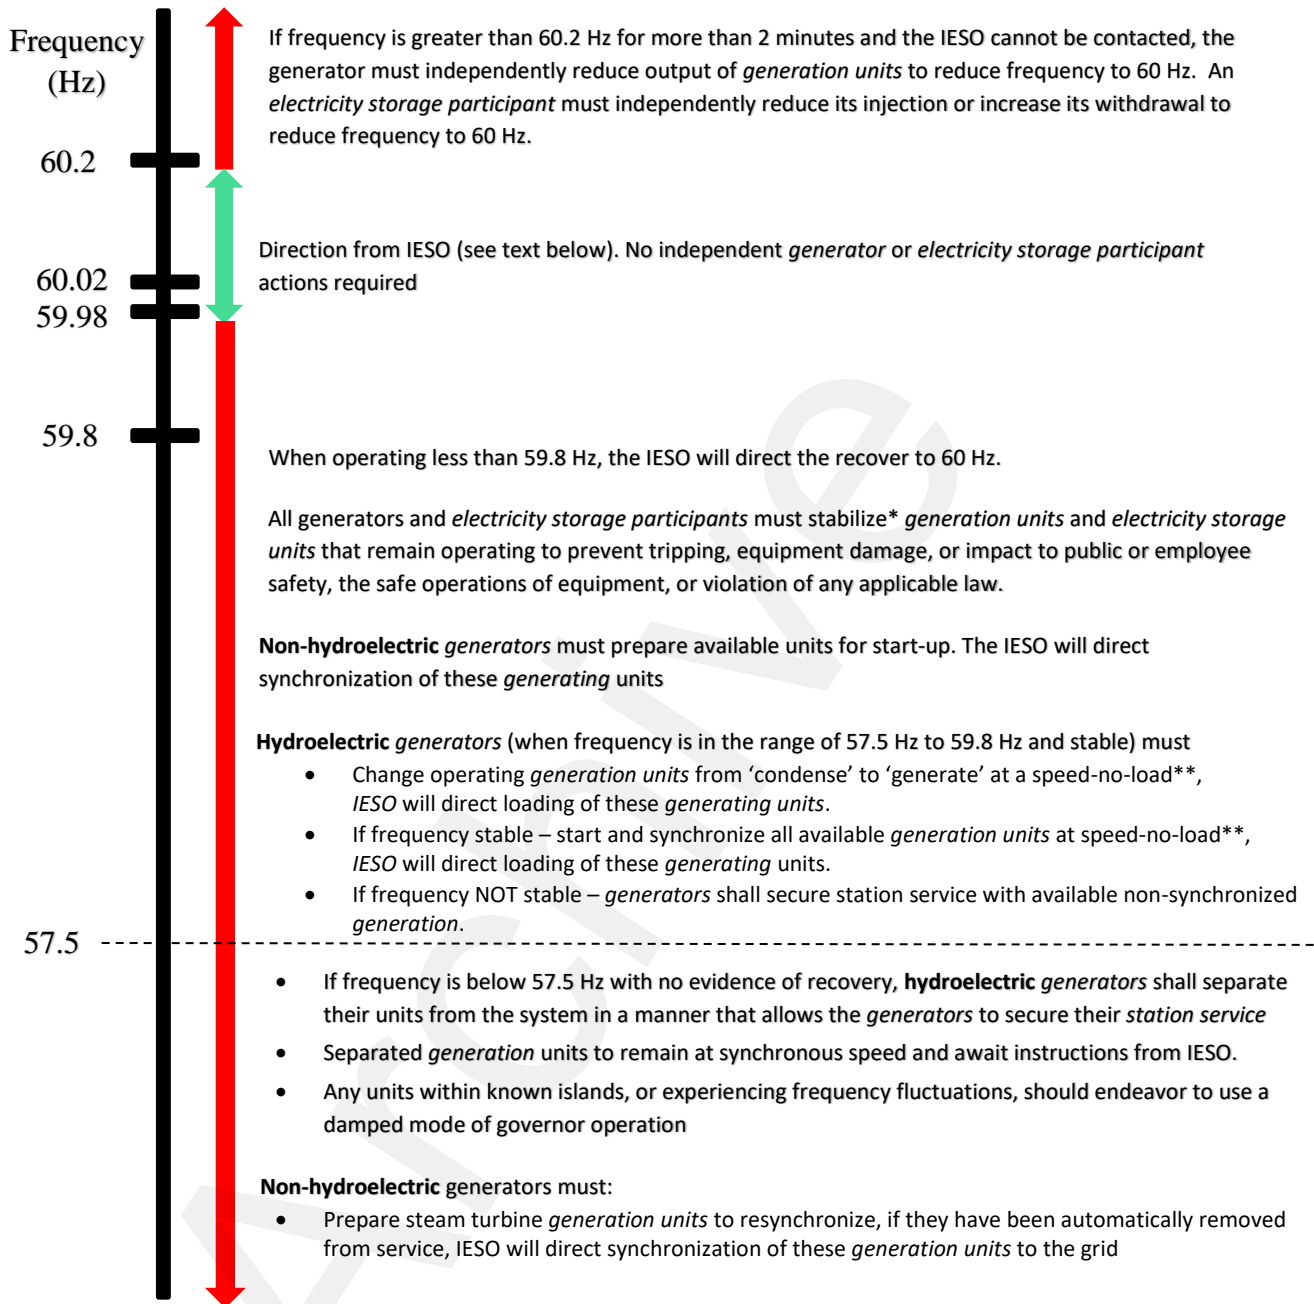 Frequency
(Hz)
If frequency is greater than 60.2 Hz for more than 2 minutes and the IESO cannot be contacted, the
generator must independently reduce output of generation units to reduce frequency to 60 Hz.  An
electricity storage participant must independently reduce its injection or increase its withdrawal to
reduce frequency to 60 Hz.
60.2
Direction from IESO (see text below). No independent generator or electricity storage participant
actions required
60.02
59.98
59.8
When operating less than 59.8 Hz, the IESO will direct the recover to 60 Hz.
All generators and electricity storage participants must stabilize* generation units and electricity storage
units that remain operating to prevent tripping, equipment damage, or impact to public or employee
safety, the safe operations of equipment, or violation of any applicable law.
Non-hydroelectric generators must prepare available units for start-up. The IESO will direct
synchronization of these generating units
Hydroelectric generators (when frequency is in the range of 57.5 Hz to 59.8 Hz and stable) must
• Change operating generation units from ‘condense’ to ‘generate’ at a speed-no-load**,
IESO will direct loading of these generating units.
• If frequency stable – start and synchronize all available generation units at speed-no-load**,
IESO will direct loading of these generating units.
• If frequency NOT stable – generators shall secure station service with available non-synchronized
generation.
57.5
• If frequency is below 57.5 Hz with no evidence of recovery, hydroelectric generators shall separate
their units from the system in a manner that allows the generators to secure their station service
• Separated generation units to remain at synchronous speed and await instructions from IESO.
• Any units within known islands, or experiencing frequency fluctuations, should endeavor to use a
damped mode of governor operation
Non-hydroelectric generators must:
• Prepare steam turbine generation units to resynchronize, if they have been automatically removed
from service, IESO will direct synchronization of these generation units to the grid
Archive